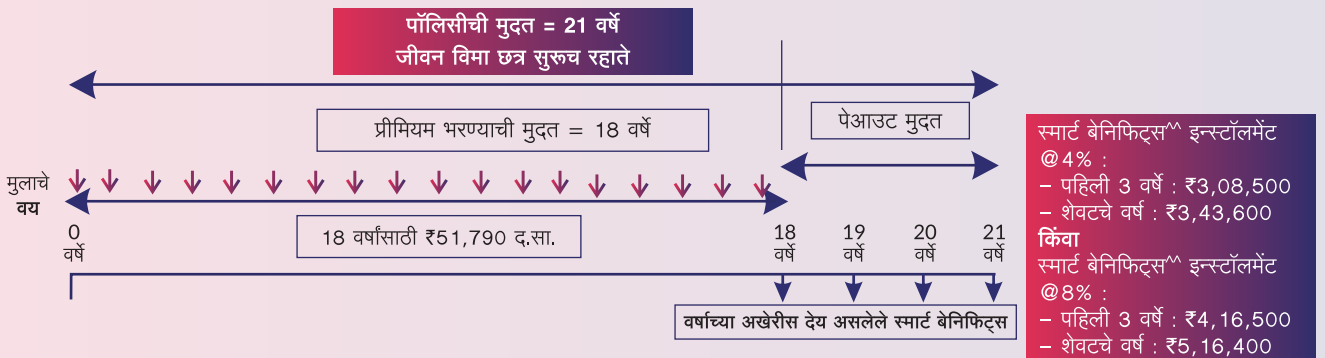 पॉलिसीची मुदत = 21 वर्षे
जीवन विमा छत्र सुरूच रहाते
प्रीमियम भरण्याची मुदत = 18 वर्षे
पेआउट मुदत
मुलाचे
वय
0
वर्षे
18 वर्षांसाठी ₹51,790 द.सा.
18
वर्षे
19
वर्षे
20
वर्षे
21
वर्षे
वर्षाच्या अखेरीस देय असलेले स्मार्ट बेनिफिट्स
स्मार्ट बेनिफिट्स^^ इन्स्टॉलमेंट
@4% :
– पहिली 3 वर्षे : ₹3,08,500
– शेवटचे वर्ष : ₹3,43,600
किंवा
स्मार्ट बेनिफिट्स^^ इन्स्टॉलमेंट
@8% :
– पहिली 3 वर्षे : ₹4,16,500
– शेवटचे वर्ष : ₹5,16,400